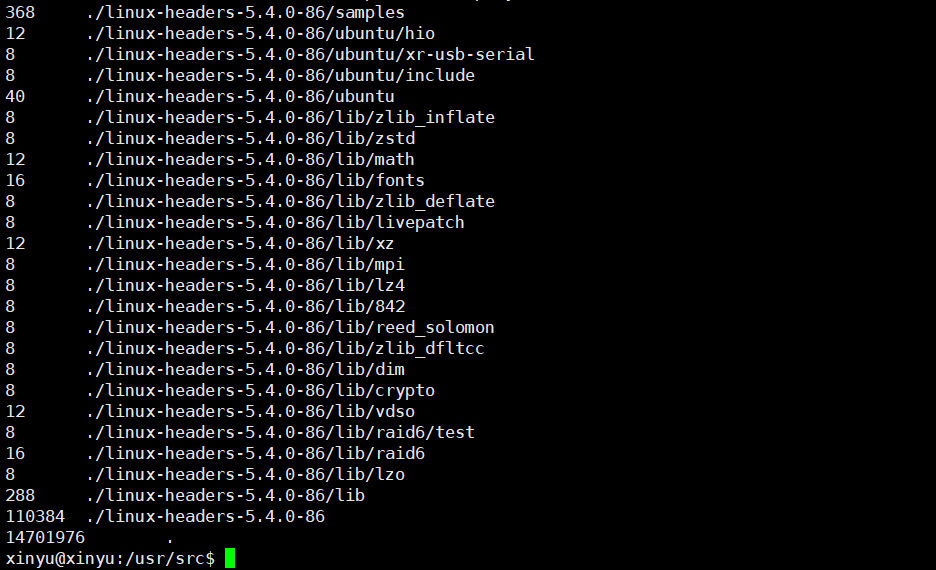 368     ./linux-headers-5.4.0-86/samples
12      ./linux-headers-5.4.0-86/ubuntu/hio
8       ./linux-headers-5.4.0-86/ubuntu/xr-usb-serial
8       ./linux-headers-5.4.0-86/ubuntu/include
40      ./linux-headers-5.4.0-86/ubuntu
8       ./linux-headers-5.4.0-86/lib/zlib_inflate
8       ./linux-headers-5.4.0-86/lib/zstd
12      ./linux-headers-5.4.0-86/lib/math
16      ./linux-headers-5.4.0-86/lib/fonts
8       ./linux-headers-5.4.0-86/lib/zlib_deflate
8       ./linux-headers-5.4.0-86/lib/livepatch
12      ./linux-headers-5.4.0-86/lib/xz
8       ./linux-headers-5.4.0-86/lib/mpi
8       ./linux-headers-5.4.0-86/lib/lz4
8       ./linux-headers-5.4.0-86/lib/842
8       ./linux-headers-5.4.0-86/lib/reed_solomon
8       ./linux-headers-5.4.0-86/lib/zlib_dfltcc
8       ./linux-headers-5.4.0-86/lib/dim
8       ./linux-headers-5.4.0-86/lib/crypto
12      ./linux-headers-5.4.0-86/lib/vdso
8       ./linux-headers-5.4.0-86/lib/raid6/test
16      ./linux-headers-5.4.0-86/lib/raid6
8       ./linux-headers-5.4.0-86/lib/lzo
288     ./linux-headers-5.4.0-86/lib
110384  ./linux-headers-5.4.0-86
14701976        .
xinyu@xinyu:/usr/src$